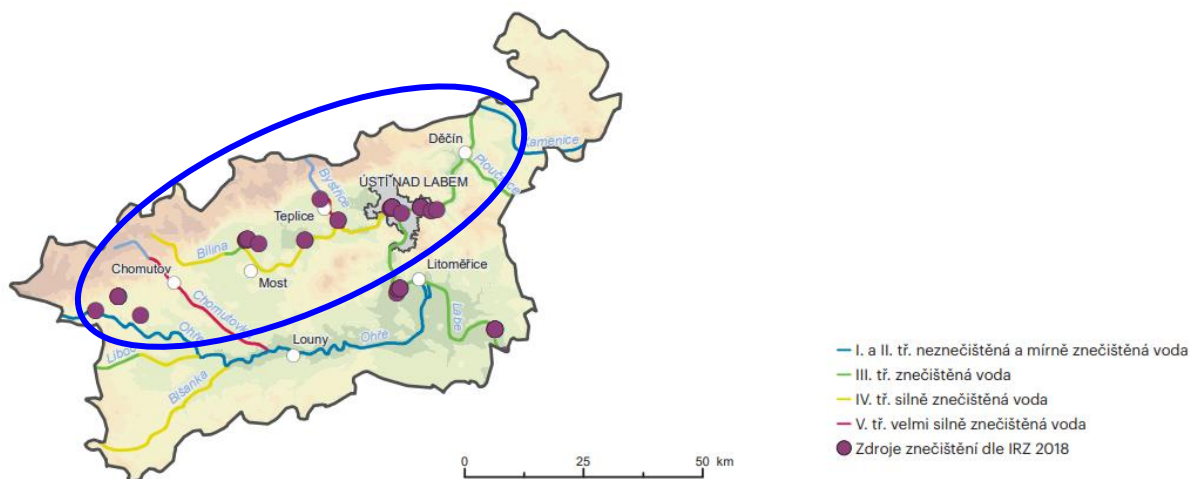 Děčín
Kamenice
Ploučnice
ÚSTÍ NAD LABEM
Bystřice
Teplice
Bílina
Most
Chomutov
Chomutovka
Litoměřice
Labe
Ohře
Ohře
Louny
Blšanka
I. a II. tř. neznečištěná a mírně znečištěná voda
III. tř. znečištěná voda
IV. tř. silně znečištěná voda
V. tř. velmi silně znečištěná voda
Zdroje znečištění dle IRZ 2018
0 25 50 km